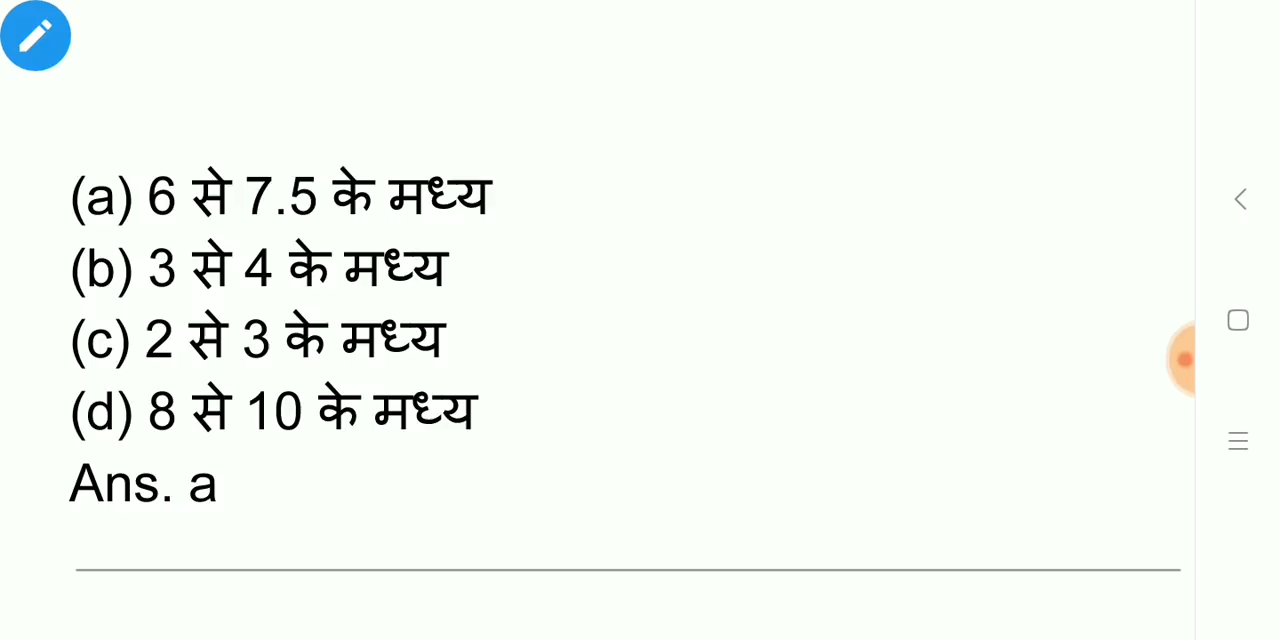 (a) 6 से 7.5 के मध्य
(b) 3 से 4 के मध्य
(c) 2 से 3 के मध्य
(d) 8 से 10 के मध्य
Ans. a